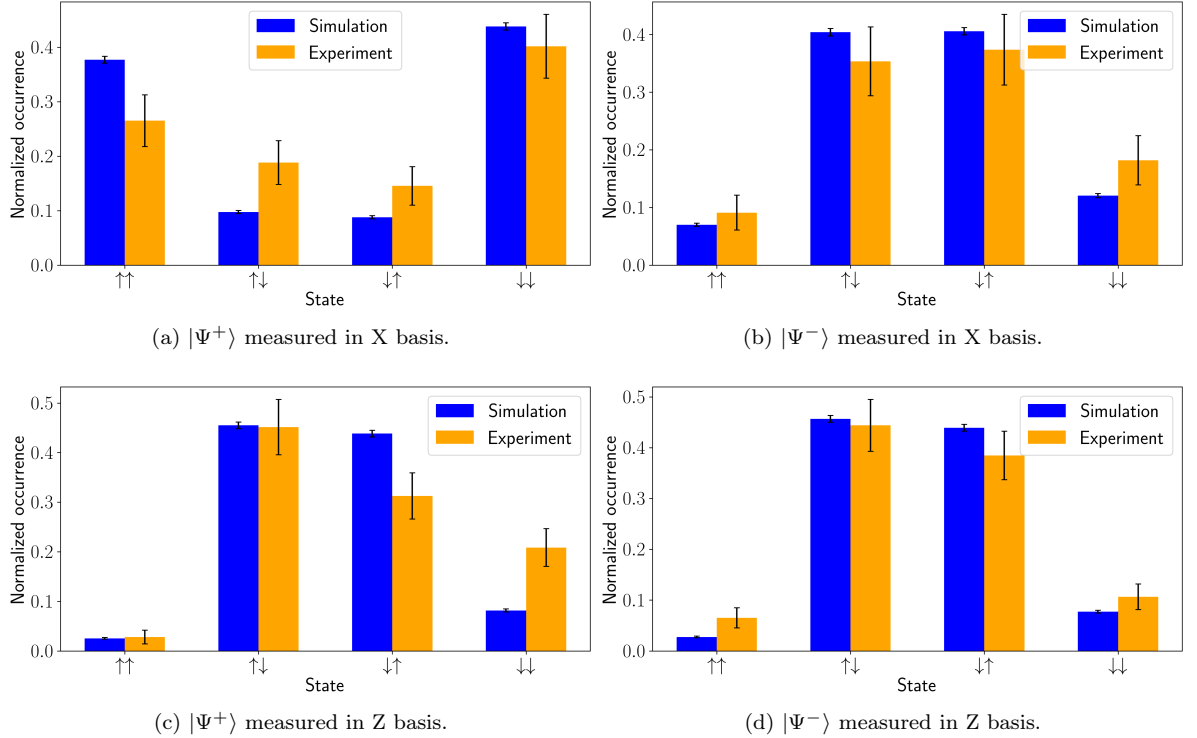 Normalized occurrence
0.4
0.3
0.2
0.1
0.0
Simulation
Experiment
↑↑
↑↓
↓↑
↓↓
State
(a) |Ψ⁺⟩ measured in X basis.
Normalized occurrence
0.4
0.3
0.2
0.1
0.0
Simulation
Experiment
↑↑
↑↓
↓↑
↓↓
State
(b) |Ψ⁻⟩ measured in X basis.
Normalized occurrence
0.5
0.4
0.3
0.2
0.1
0.0
Simulation
Experiment
↑↑
↑↓
↓↑
↓↓
State
(c) |Ψ⁺⟩ measured in Z basis.
Normalized occurrence
0.5
0.4
0.3
0.2
0.1
0.0
Simulation
Experiment
↑↑
↑↓
↓↑
↓↓
State
(d) |Ψ⁻⟩ measured in Z basis.